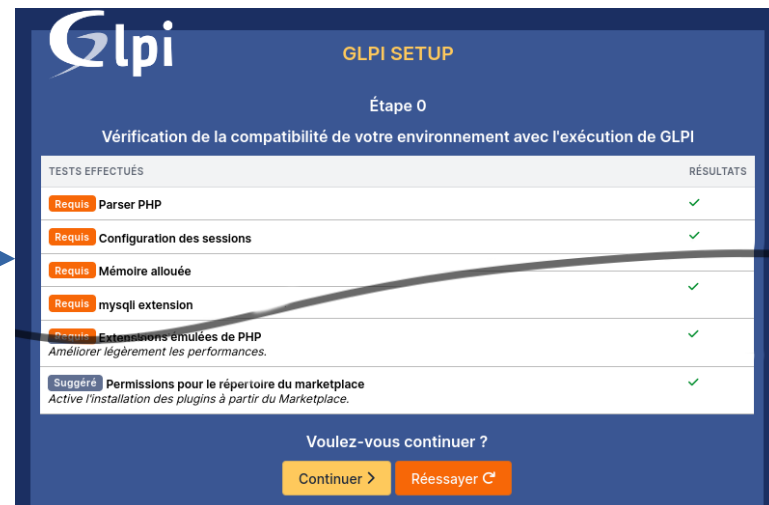 Glpi
GLPI SETUP
Étape 0
Vérification de la compatibilité de votre environnement avec l'exécution de GLPI
TESTS EFFECTUÉS RÉSULTATS
Requis Parser PHP
Requis Configuration des sessions
Requis Mémoire allouée
Requis mysqli extension
Requis Extensinons émulées de PHP
Améliorer légèrement les performances.
Suggéré Permissions pour le répertoire du marketplace
Active l'installation des plugins à partir du Marketplace.
Voulez-vous continuer ?
Continuer Réessayer